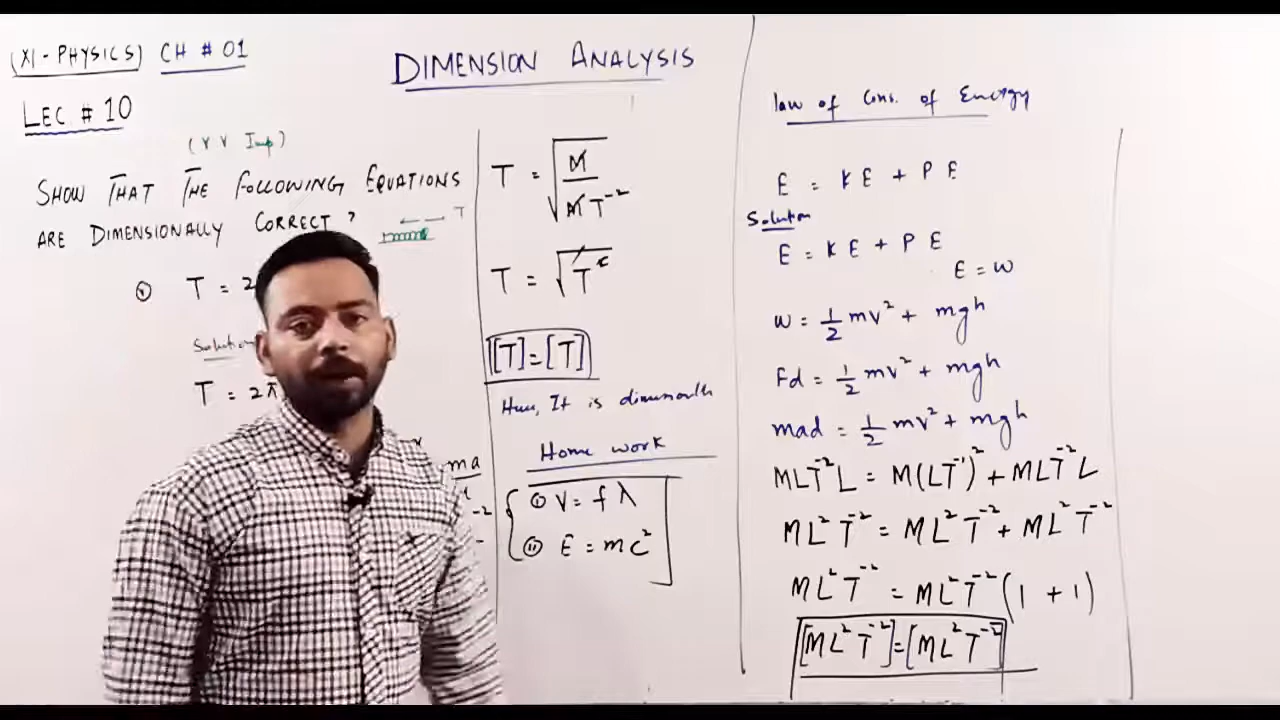 (XI - PHYSICS) CH # 01
LEC. # 10
(V V Imp)
SHOW THAT THE FOLLOWING EQUATIONS
ARE DIMENSIONALLY CORRECT?
T
T = 2
Solution
T = 2π
ma
-2
DIMENSION ANALYSIS
T = √(M / MT⁻²)
T = √T²
[T] = [T]
It is
Home work
① V = f λ
② E = mc²
law of Cons. of Energy
E = KE + PE
Solution
E = KE + PE
E = W
W = 1/2 mv² + mgh
Fd = 1/2 mv² + mgh
mad = 1/2 mv² + mgh
MLT⁻²L = M(LT⁻¹)² + MLT⁻²L
ML²T⁻² = ML²T⁻² + ML²T⁻²
ML²T⁻² = ML²T⁻² (1 + 1)
[ML²T⁻²] = [ML²T⁻²]